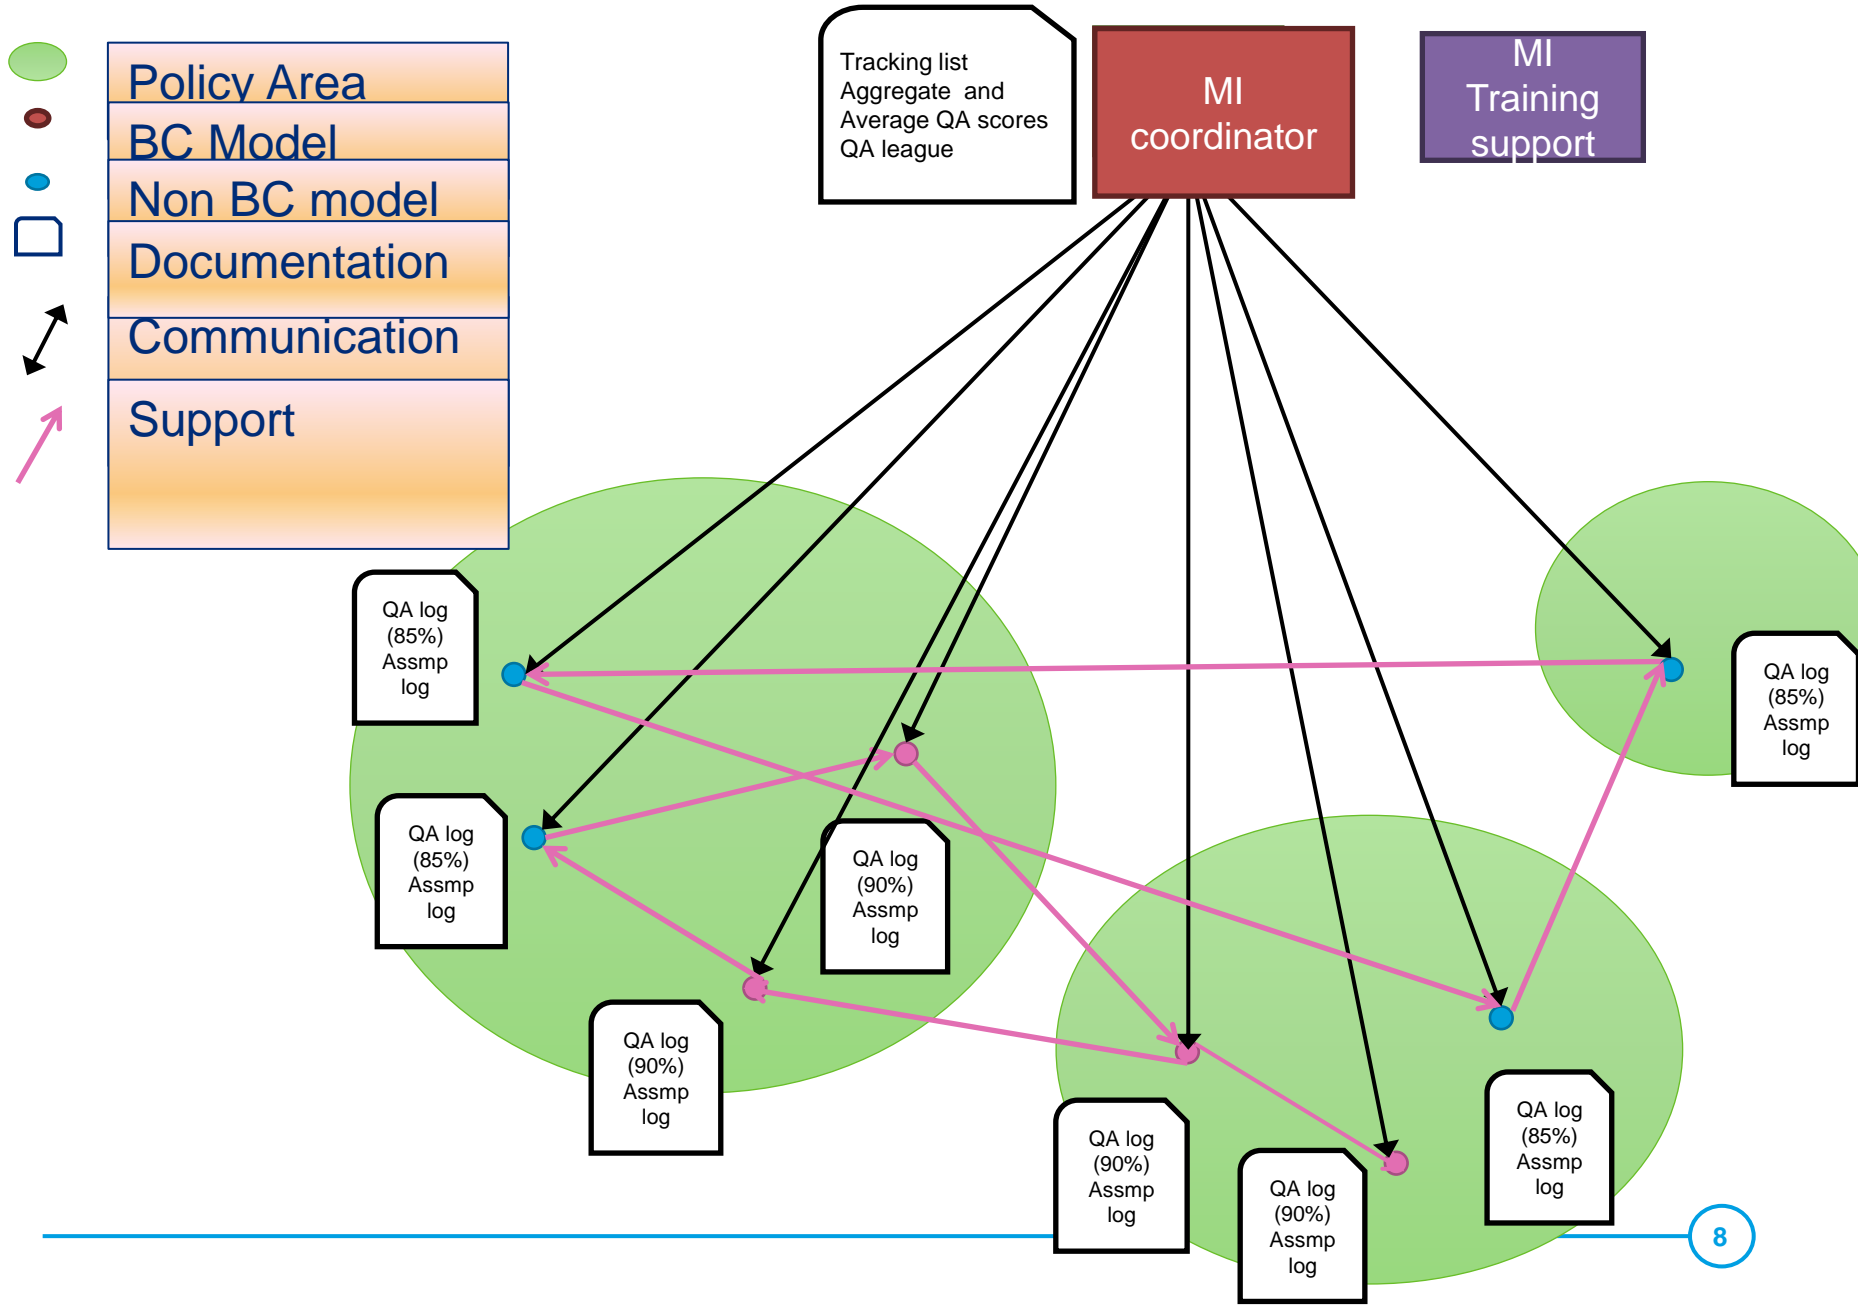 Policy Area
BC Model
Non BC model
Documentation
Communication
Support
Tracking list
Aggregate and
Average QA scores
QA league
MI
coordinator
MI
Training
support
QA log
(85%)
Assmp
log
QA log
(85%)
Assmp
log
QA log
(85%)
Assmp
log
QA log
(90%)
Assmp
log
QA log
(90%)
Assmp
log
QA log
(90%)
Assmp
log
QA log
(90%)
Assmp
log
QA log
(85%)
Assmp
log
8